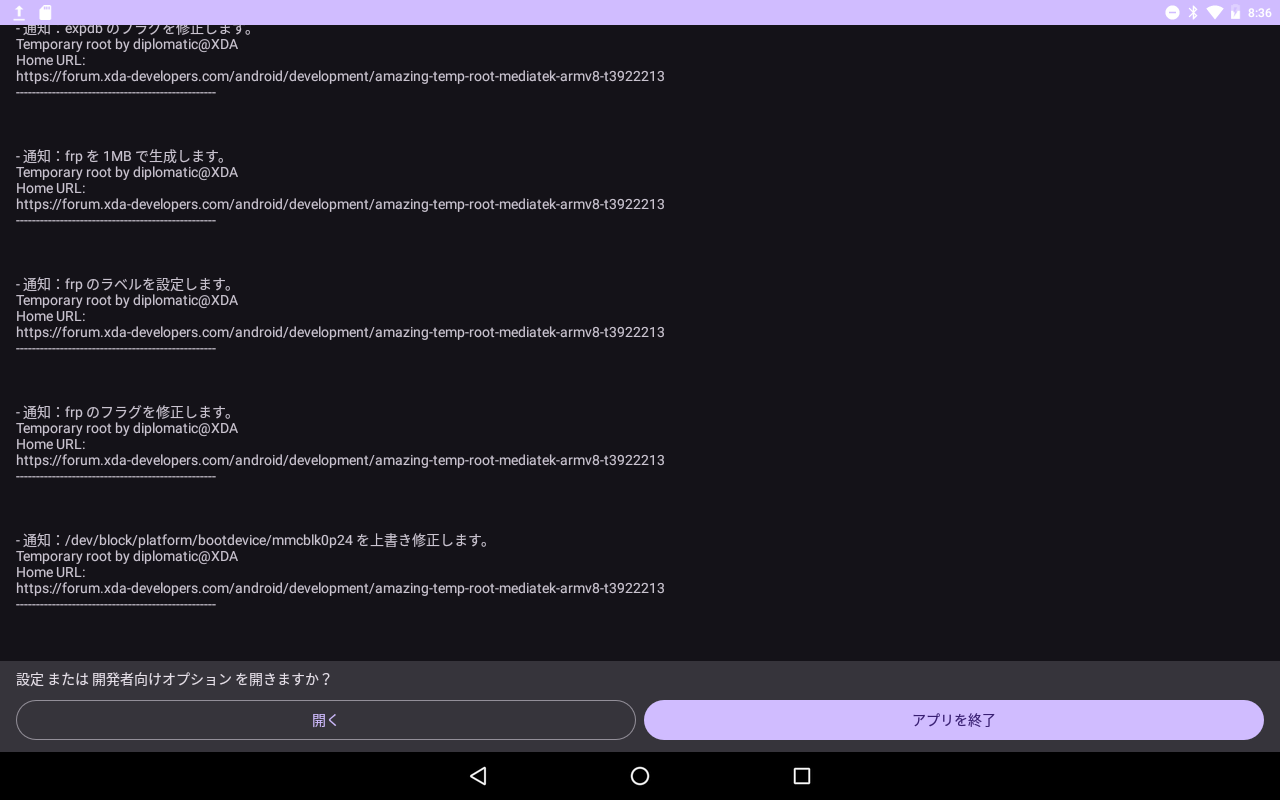 8:36
- 通知：expdb のフラグを修正します。
Temporary root by diplomatic@XDA
Home URL:
https://forum.xda-developers.com/android/development/amazing-temp-root-mediatek-armv8-t3922213
--------------------------------------------------
- 通知：frp を 1MB で生成します。
Temporary root by diplomatic@XDA
Home URL:
https://forum.xda-developers.com/android/development/amazing-temp-root-mediatek-armv8-t3922213
--------------------------------------------------
- 通知：frp のラベルを設定します。
Temporary root by diplomatic@XDA
Home URL:
https://forum.xda-developers.com/android/development/amazing-temp-root-mediatek-armv8-t3922213
--------------------------------------------------
- 通知：frp のフラグを修正します。
Temporary root by diplomatic@XDA
Home URL:
https://forum.xda-developers.com/android/development/amazing-temp-root-mediatek-armv8-t3922213
--------------------------------------------------
- 通知：/dev/block/platform/bootdevice/mmcblk0p24 を上書き修正します。
Temporary root by diplomatic@XDA
Home URL:
https://forum.xda-developers.com/android/development/amazing-temp-root-mediatek-armv8-t3922213
--------------------------------------------------
設定 または 開発者向けオプション を開きますか？
開く
アプリを終了